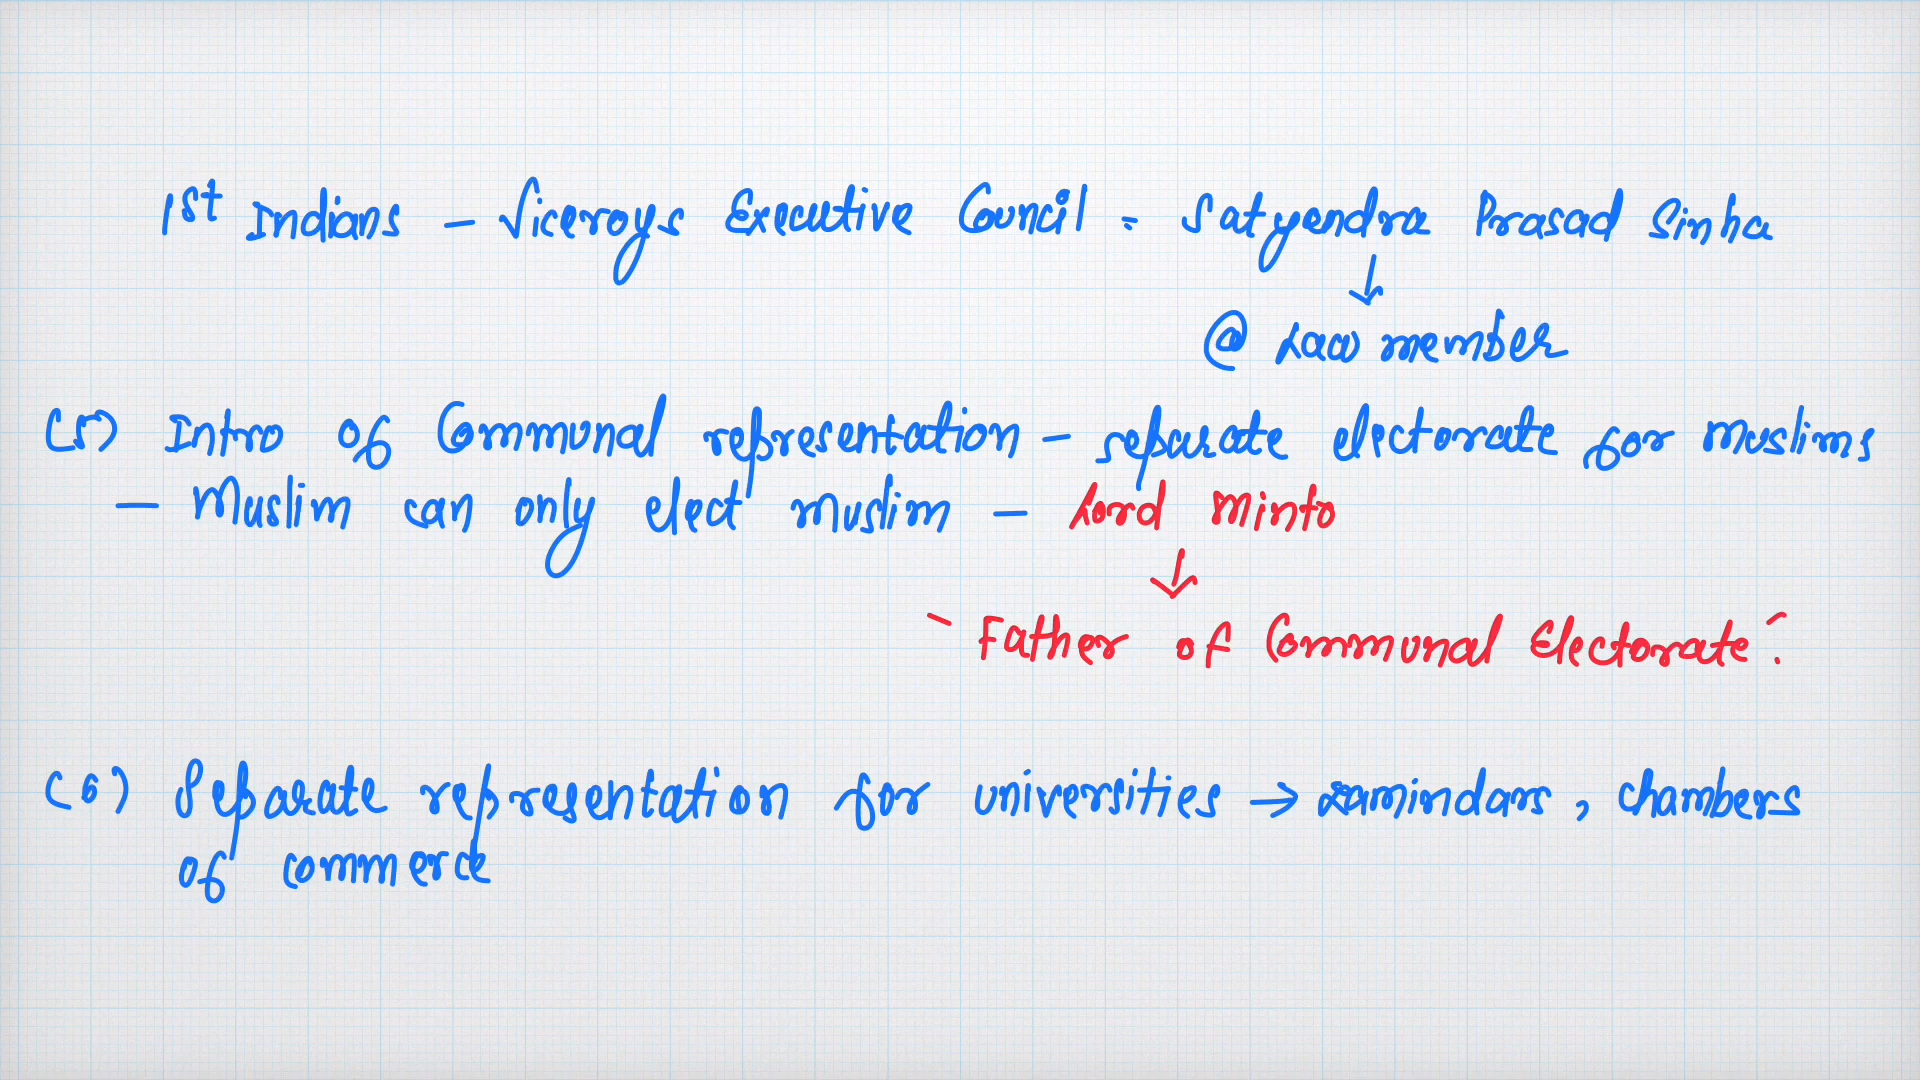 1st Indians - Viceroys Executive Council = Satyendra Prasad Sinha
↓
@ Law member
(5) Intro of Communal representation - separate electorate for muslims
- Muslim can only elect muslim - Lord Minto
↓
"Father of Communal Electorate".
(6) Separate representation for universities → zamindars, chambers
of commerce